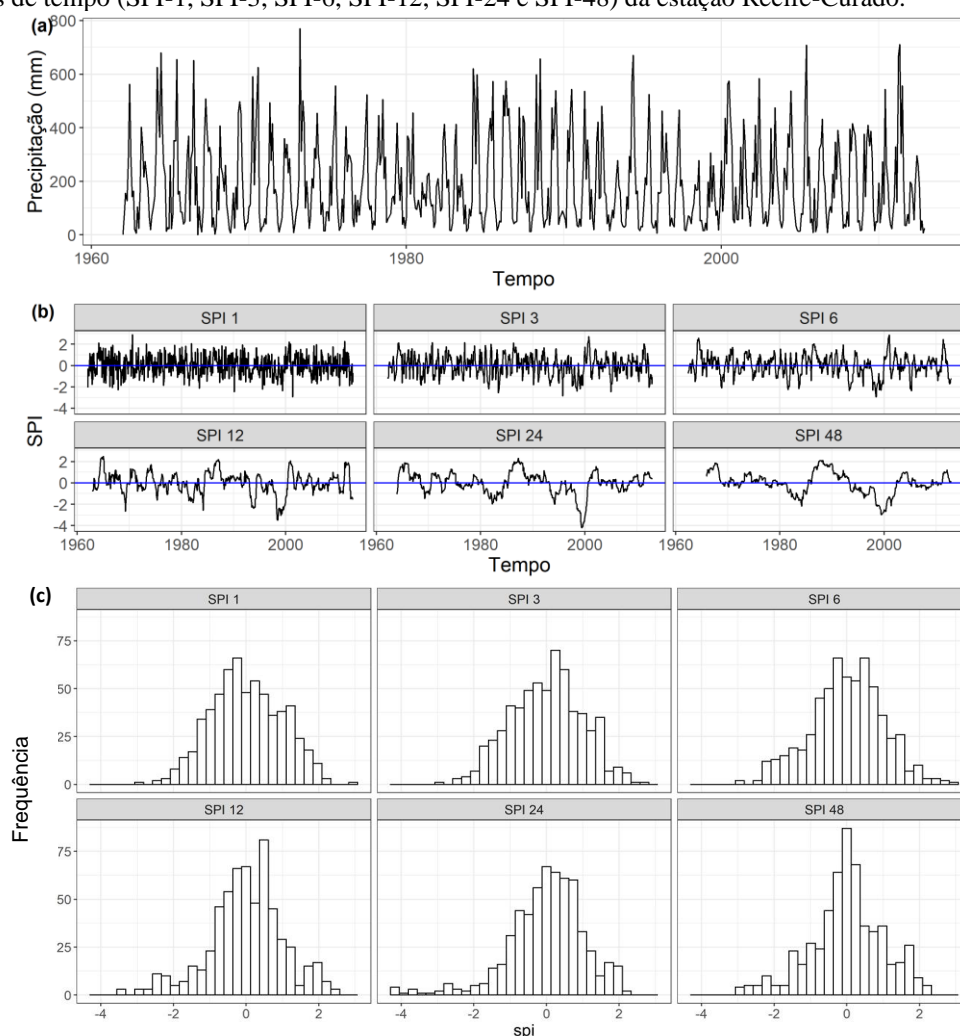 de tempo (SPI-1, SPI-3, SPI-6, SPI-12, SPI-24 e SPI-48) da estação Recife-Curado.
(a)
800
600
400
200
0
Precipitação (mm)
1960 1980 2000
Tempo
(b)
SPI 1 SPI 3 SPI 6
2
0
-2
-4
SPI
SPI 12 SPI 24 SPI 48
2
0
-2
-4
1960 1980 2000 1960 1980 2000 1960 1980 2000
Tempo
(c)
SPI 1 SPI 3 SPI 6
75
50
25
0
Frequência
SPI 12 SPI 24 SPI 48
75
50
25
0
-4 -2 0 2 -4 -2 0 2 -4 -2 0 2
spi